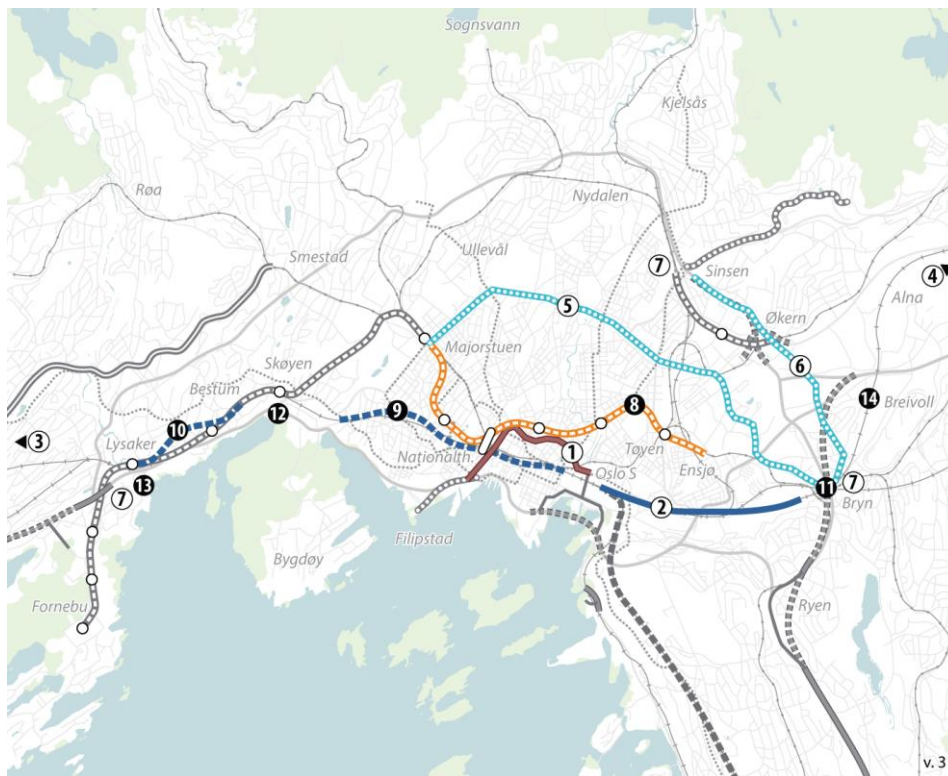 Sognsvann
Kjelsås
Røa
Nydalen
Smestad
Ullevål
7
Sinsen
4
Alna
5
Økern
Majorstuen
Skøyen
6
Bestum
8
14
Breivoll
9
12
10
3
Lysaker
Nationalth.
1
Tøyen
Oslo S
Ensjø
7
13
11
7
Bryn
2
Filipstad
Bygdøy
Fornebu
Ryen
v. 3